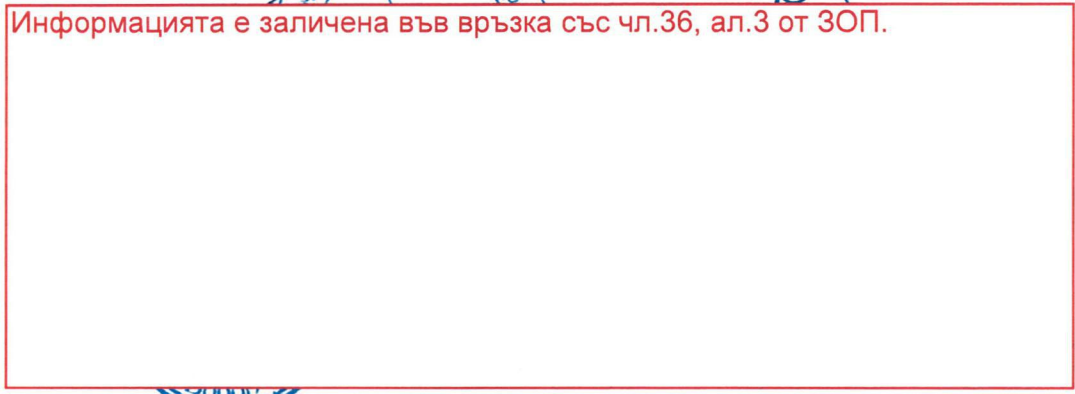 Информацията е заличена във връзка със чл.36, ал.3 от ЗОП.